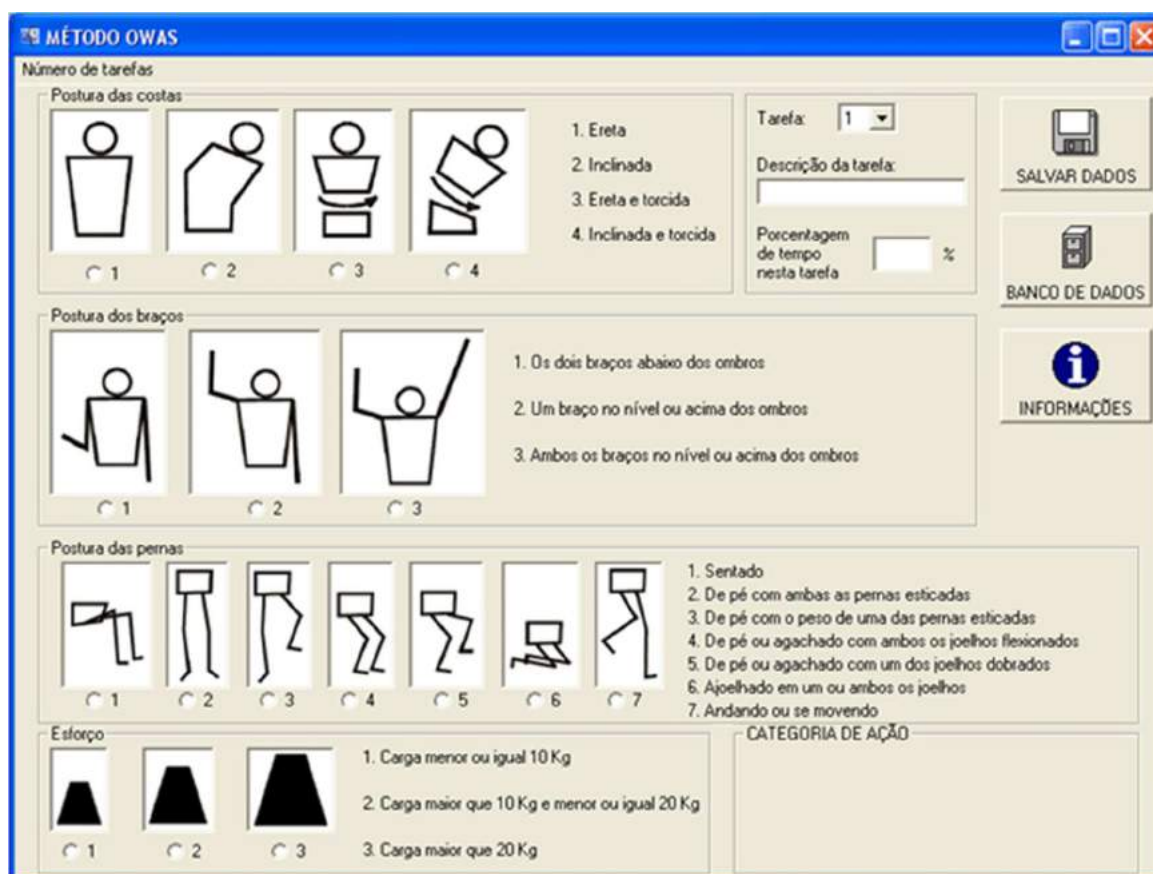 MÉTODO OWAS
Número de tarefas
Postura das costas
1. Ereta
2. Inclinada
3. Ereta e torcida
4. Inclinada e torcida
1 2 3 4
Tarefa: 1
Descrição da tarefa:
Porcentagem
de tempo %
nesta tarefa
SALVAR DADOS
BANCO DE DADOS
INFORMAÇÕES
Postura dos braços
1. Os dois braços abaixo dos ombros
2. Um braço no nível ou acima dos ombros
3. Ambos os braços no nível ou acima dos ombros
1 2 3
Postura das pernas
1. Sentado
2. De pé com ambas as pernas esticadas
3. De pé com o peso de uma das pernas esticadas
4. De pé ou agachado com ambos os joelhos flexionados
5. De pé ou agachado com um dos joelhos dobrados
6. Ajoelhado em um ou ambos os joelhos
7. Andando ou se movendo
1 2 3 4 5 6 7
Esforço
1. Carga menor ou igual 10 Kg
2. Carga maior que 10 Kg e menor ou igual 20 Kg
3. Carga maior que 20 Kg
1 2 3
CATEGORIA DE AÇÃO